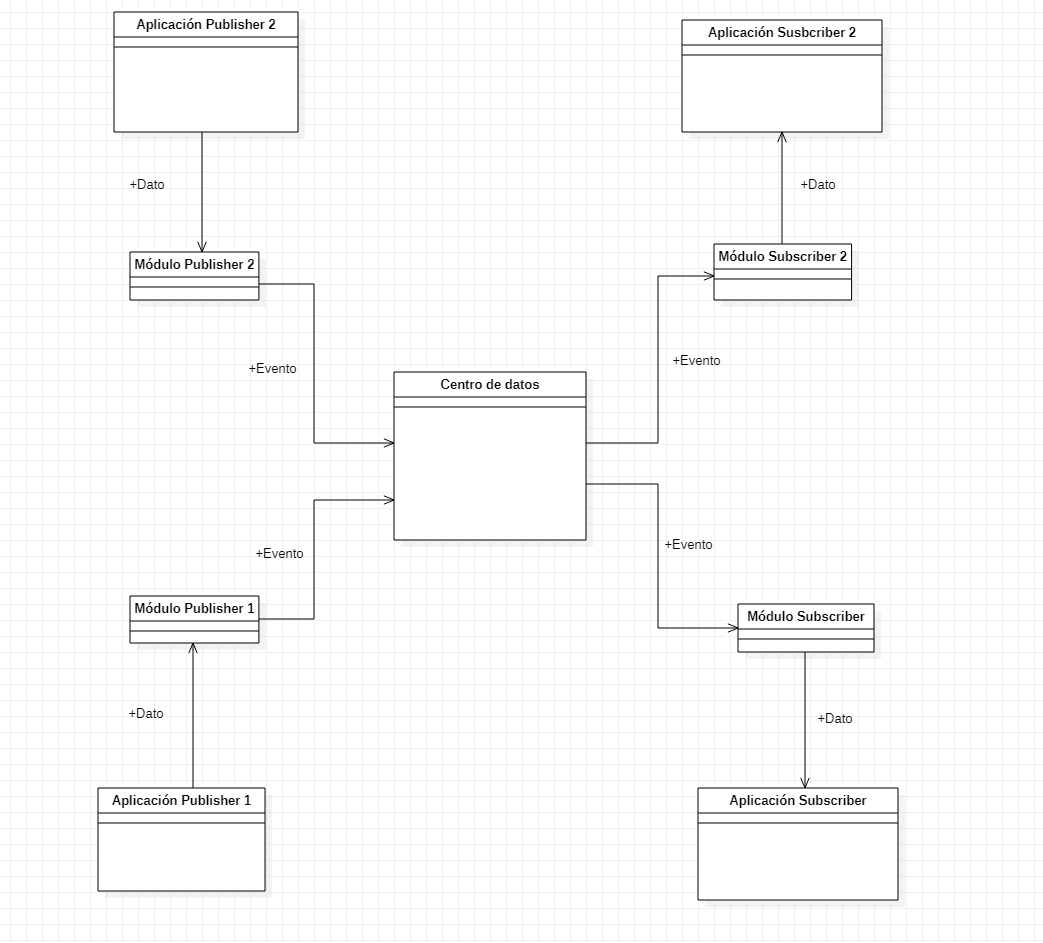 Aplicación Publisher 2
Aplicación Susbcriber 2
+Dato
+Dato
Módulo Publisher 2
Módulo Subscriber 2
+Evento
+Evento
Centro de datos
+Evento
+Evento
Módulo Publisher 1
Módulo Subscriber
+Dato
+Dato
Aplicación Publisher 1
Aplicación Subscriber